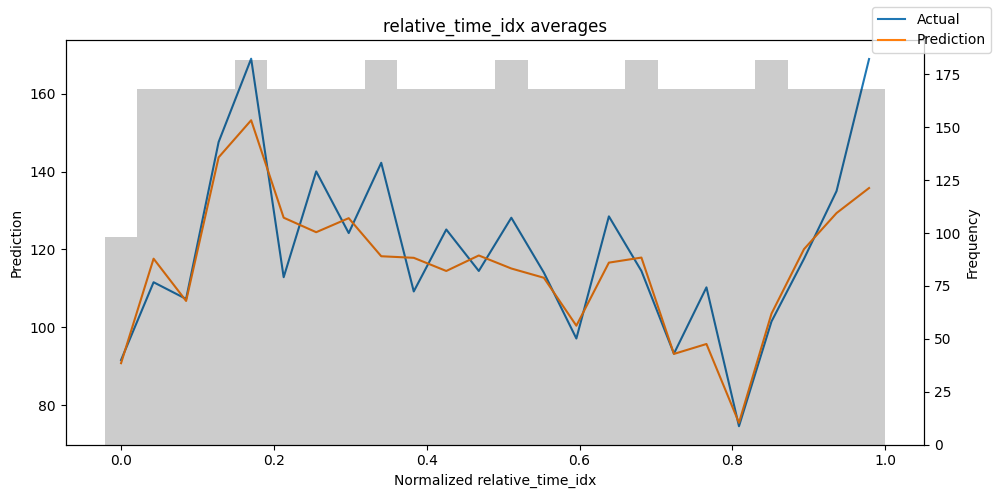 relative_time_idx averages
Actual
Prediction
160
140
120
100
80
Prediction
175
150
125
100
75
50
25
0
Frequency
0.0 0.2 0.4 0.6 0.8 1.0
Normalized relative_time_idx